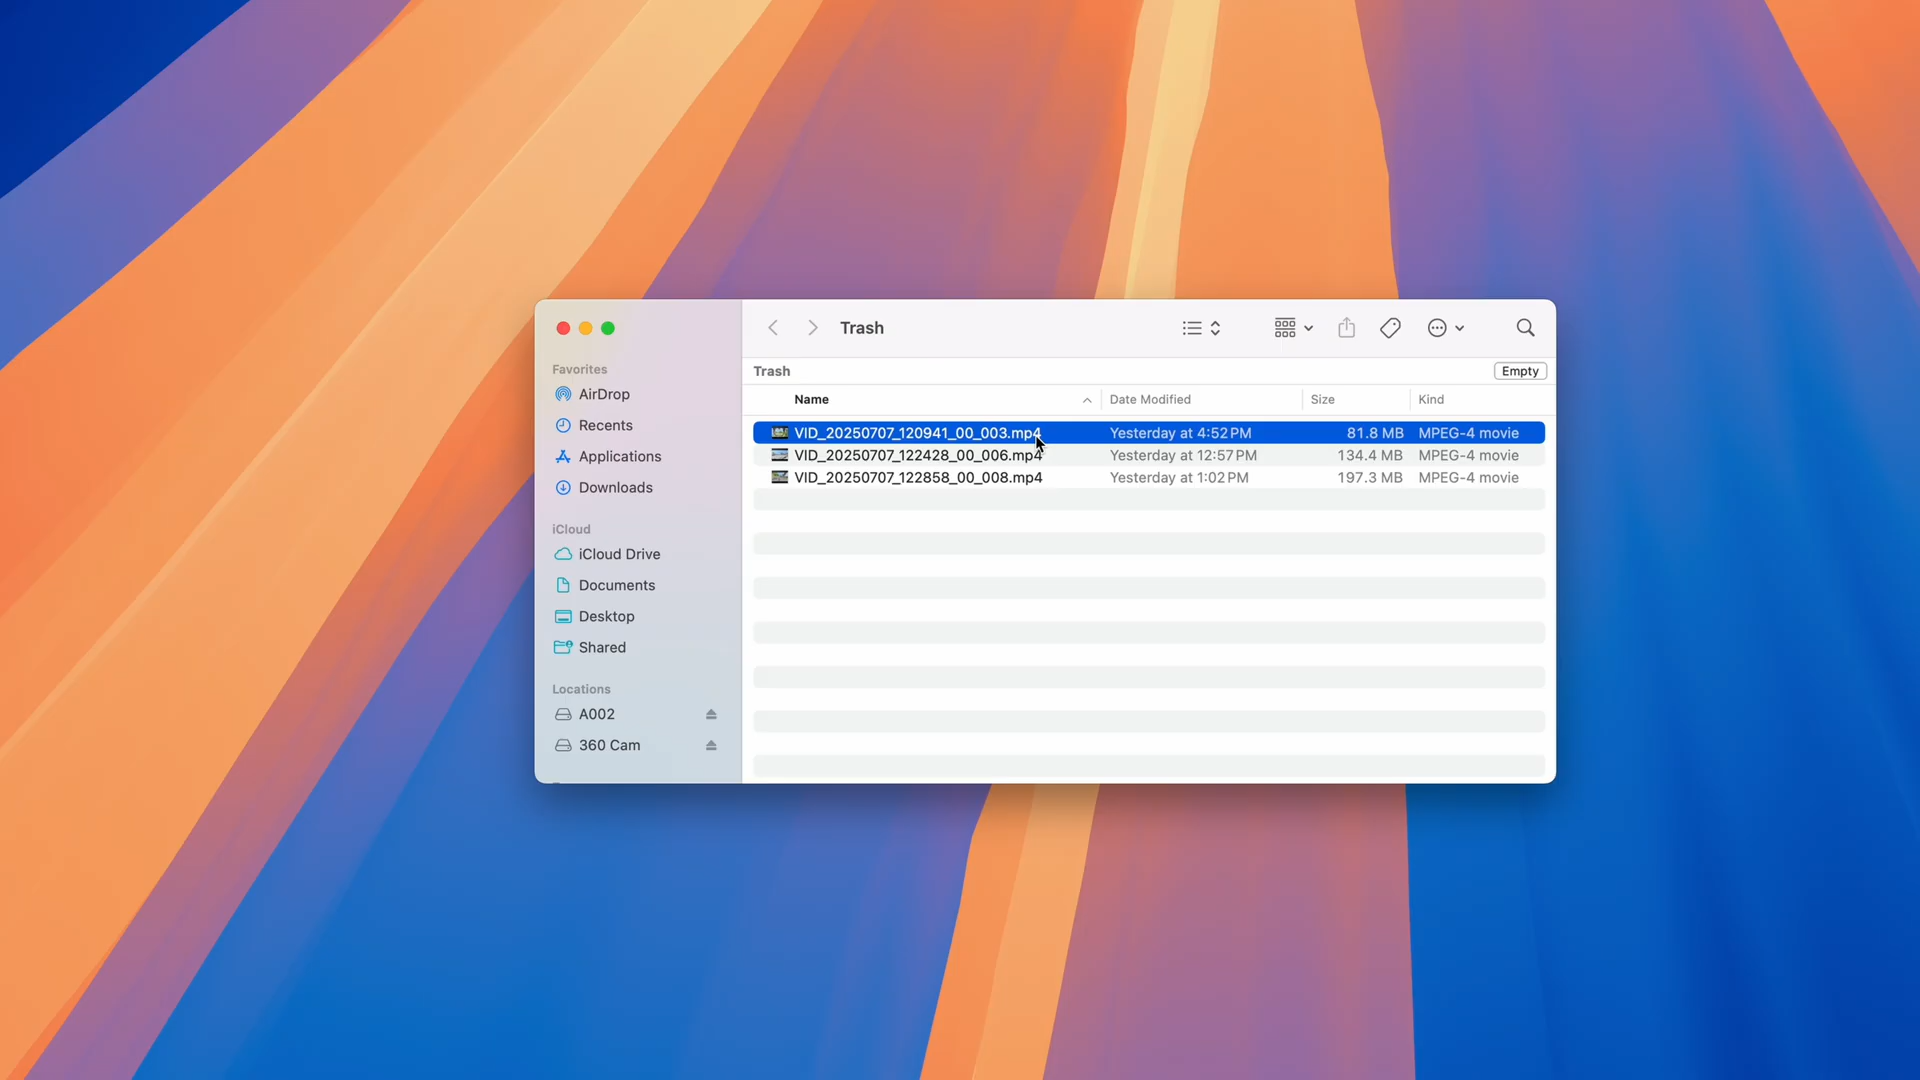 Trash
Favorites
AirDrop
Recents
Applications
Downloads
iCloud
iCloud Drive
Documents
Desktop
Shared
Locations
A002
360 Cam
Trash Empty
Name Date Modified Size Kind
VID_20250707_120941_00_003.mp4 Yesterday at 4:52 PM 81.8 MB MPEG-4 movie
VID_20250707_122428_00_006.mp4 Yesterday at 12:57 PM 134.4 MB MPEG-4 movie
VID_20250707_122858_00_008.mp4 Yesterday at 1:02 PM 197.3 MB MPEG-4 movie